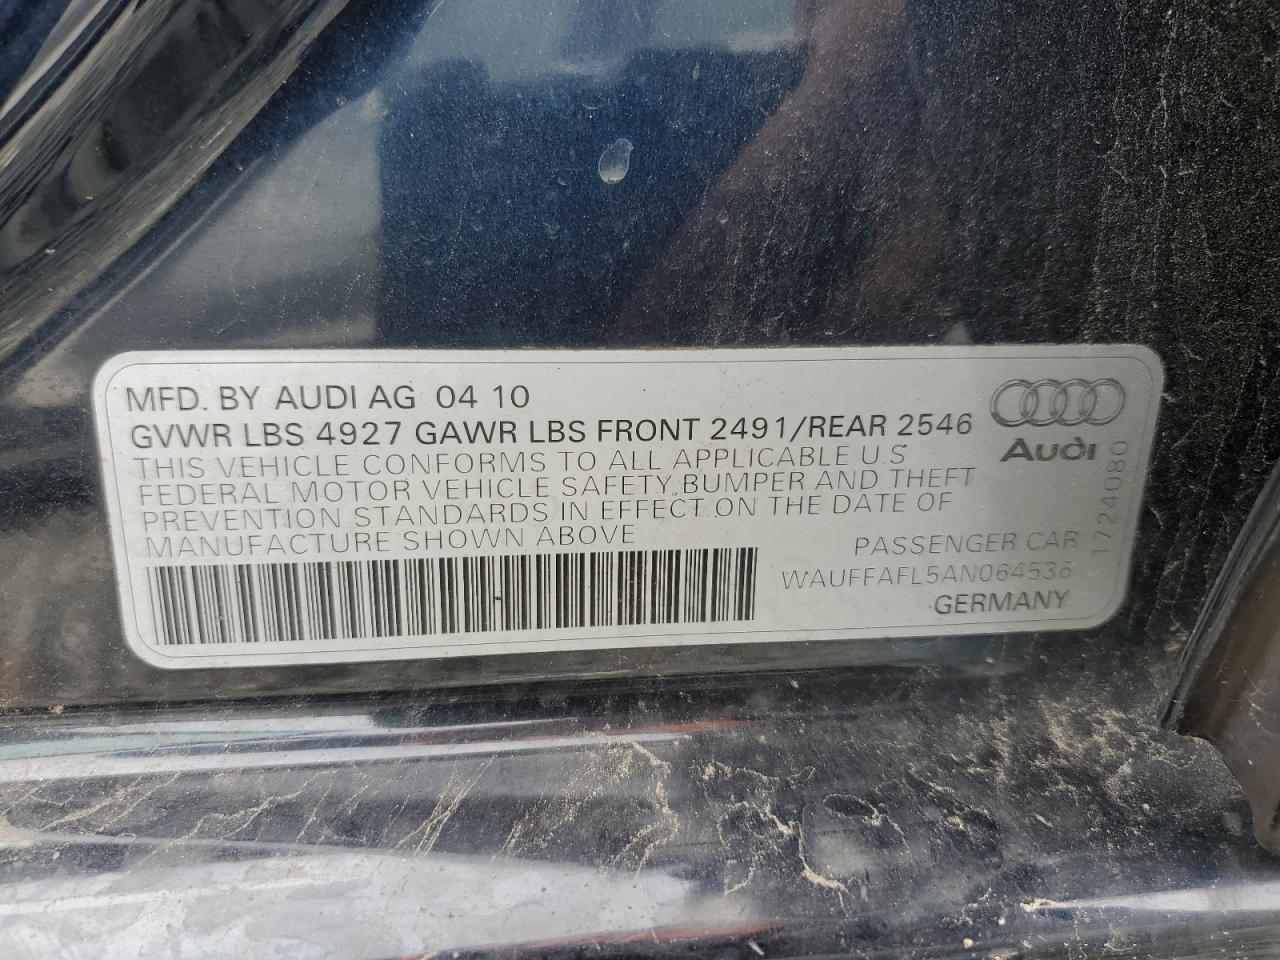 MFD. BY AUDI AG 04 10
GVWR LBS 4927 GAWR LBS FRONT 2491/REAR 2546
THIS VEHICLE CONFORMS TO ALL APPLICABLE U.S
FEDERAL MOTOR VEHICLE SAFETY, BUMPER AND THEFT
PREVENTION STANDARDS IN EFFECT ON THE DATE OF
MANUFACTURE SHOWN ABOVE
PASSENGER CAR
WAUFFAFL5AN064536
GERMANY
Audi
1724080